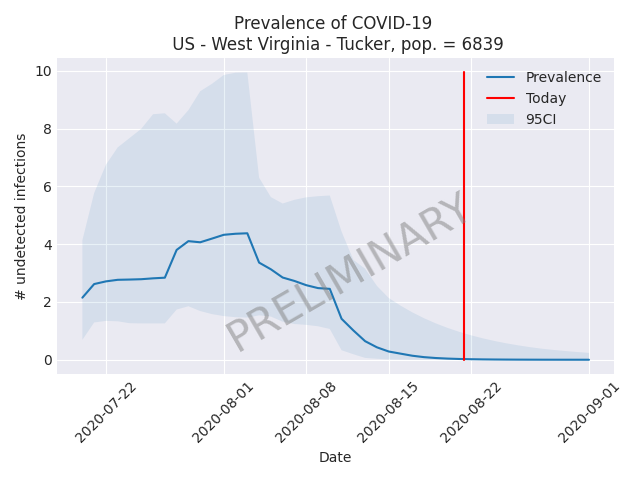 Prevalence of COVID-19
US - West Virginia - Tucker, pop. = 6839
Prevalence
Today
95CI
PRELIMINARY
# undetected infections
10
8
6
4
2
0
2020-07-22
2020-08-01
2020-08-08
2020-08-15
2020-08-22
2020-09-01
Date